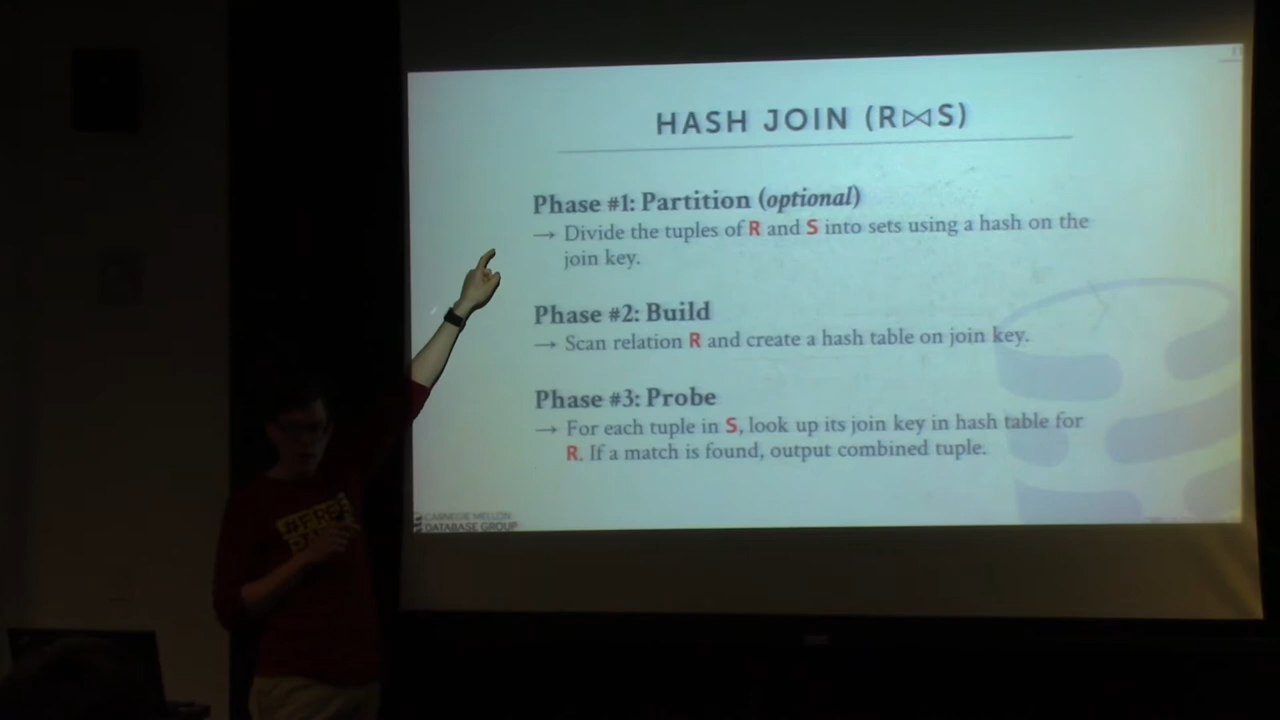 HASH JOIN (R⋈S)
Phase #1: Partition (optional)
→ Divide the tuples of R and S into sets using a hash on the
join key.
Phase #2: Build
→ Scan relation R and create a hash table on join key.
Phase #3: Probe
→ For each tuple in S, look up its join key in hash table for
R. If a match is found, output combined tuple.
CARNEGIE MELLON
DATABASE GROUP